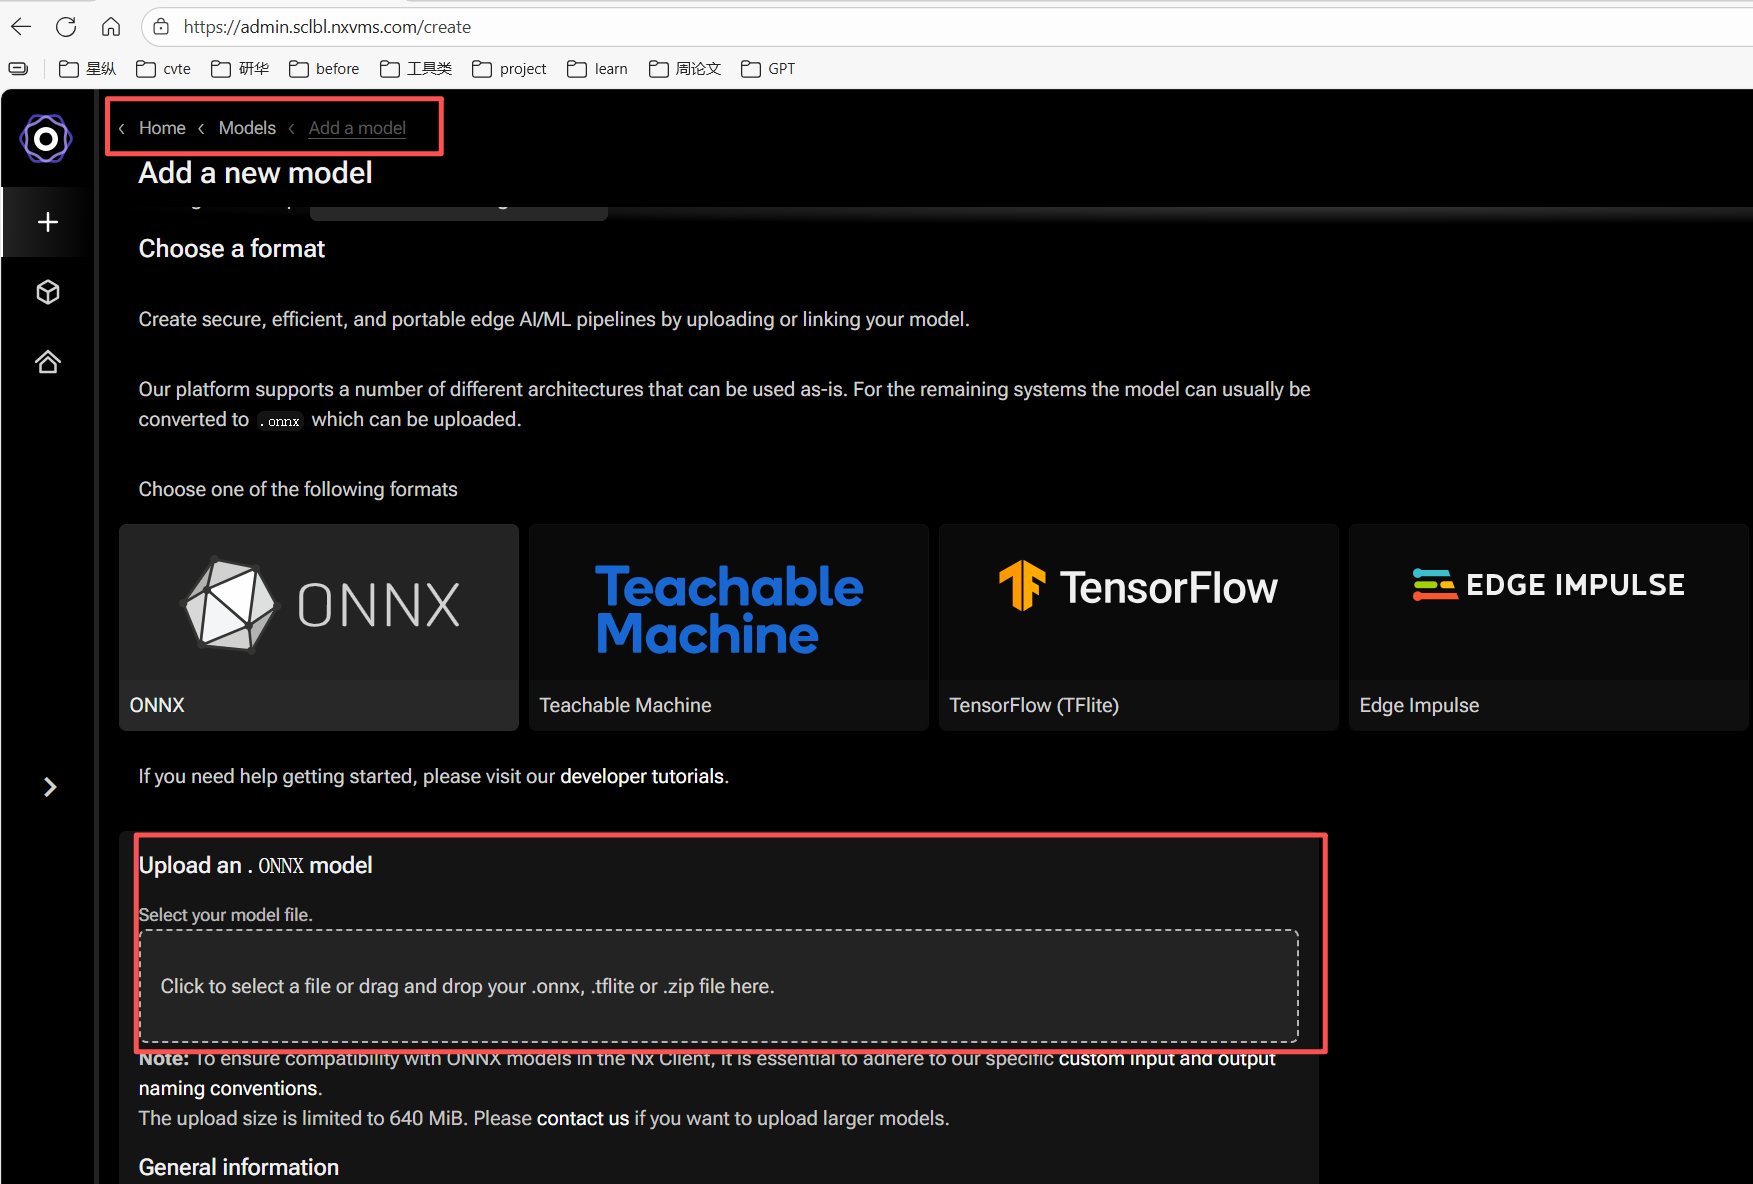 https://admin.sclbl.nxvms.com/create
星纵 cvte 研华 before 工具类 project learn 周论文 GPT
Home Models Add a model
Add a new model
Choose a format
Create secure, efficient, and portable edge AI/ML pipelines by uploading or linking your model.
Our platform supports a number of different architectures that can be used as-is. For the remaining systems the model can usually be
converted to .onnx which can be uploaded.
Choose one of the following formats
ONNX
Teachable
Machine
TensorFlow
EDGE IMPULSE
ONNX
Teachable Machine
TensorFlow (TFlite)
Edge Impulse
If you need help getting started, please visit our developer tutorials.
Upload an .ONNX model
Select your model file.
Click to select a file or drag and drop your .onnx, .tflite or .zip file here.
Note: To ensure compatibility with ONNX models in the Nx Client, it is essential to adhere to our specific custom input and output
naming conventions.
The upload size is limited to 640 MiB. Please contact us if you want to upload larger models.
General information